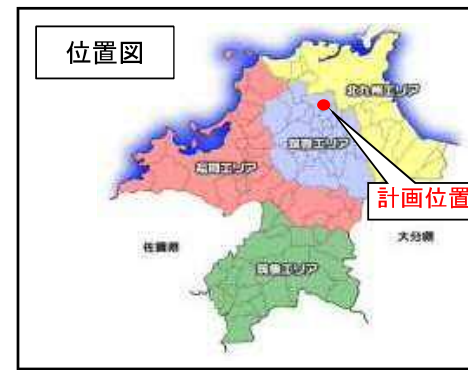 位置図
北九州エリア
筑豊エリア
福岡エリア
計画位置
佐賀県
大分県
筑後エリア